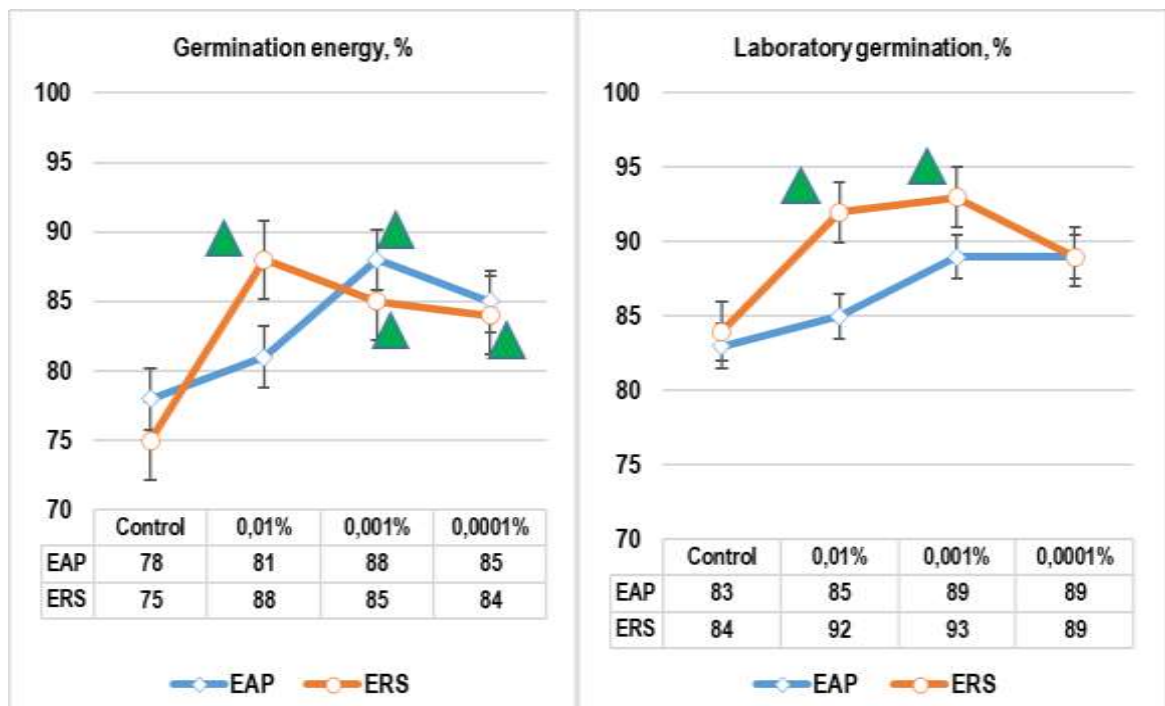 Germination energy, %
100
95
90
85
80
75
70
Control 0,01% 0,001% 0,0001%
EAP 78 81 88 85
ERS 75 88 85 84
EAP ERS
Laboratory germination, %
100
95
90
85
80
75
70
Control 0,01% 0,001% 0,0001%
EAP 83 85 89 89
ERS 84 92 93 89
EAP ERS